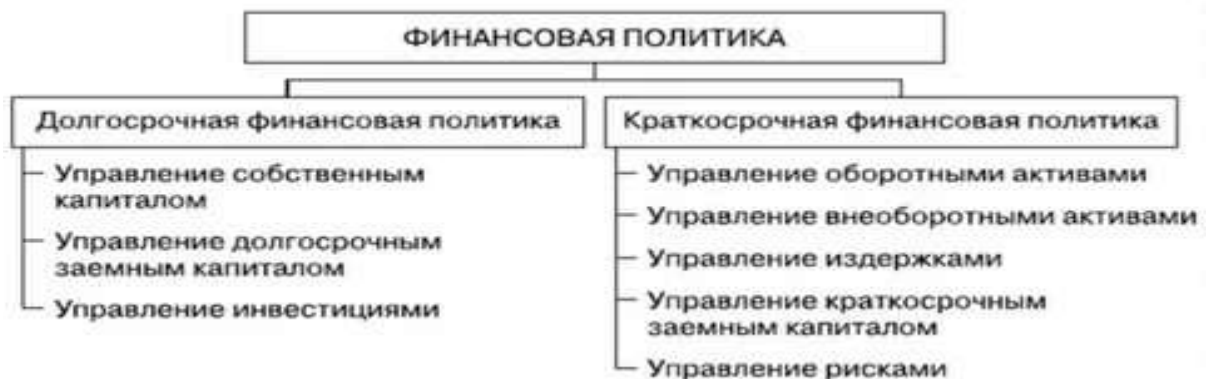 ФИНАНСОВАЯ ПОЛИТИКА
Долгосрочная финансовая политика
Управление собственным
капиталом
Управление долгосрочным
заемным капиталом
Управление инвестициями
Краткосрочная финансовая политика
Управление оборотными активами
Управление внеоборотными активами
Управление издержками
Управление краткосрочным
заемным капиталом
Управление рисками